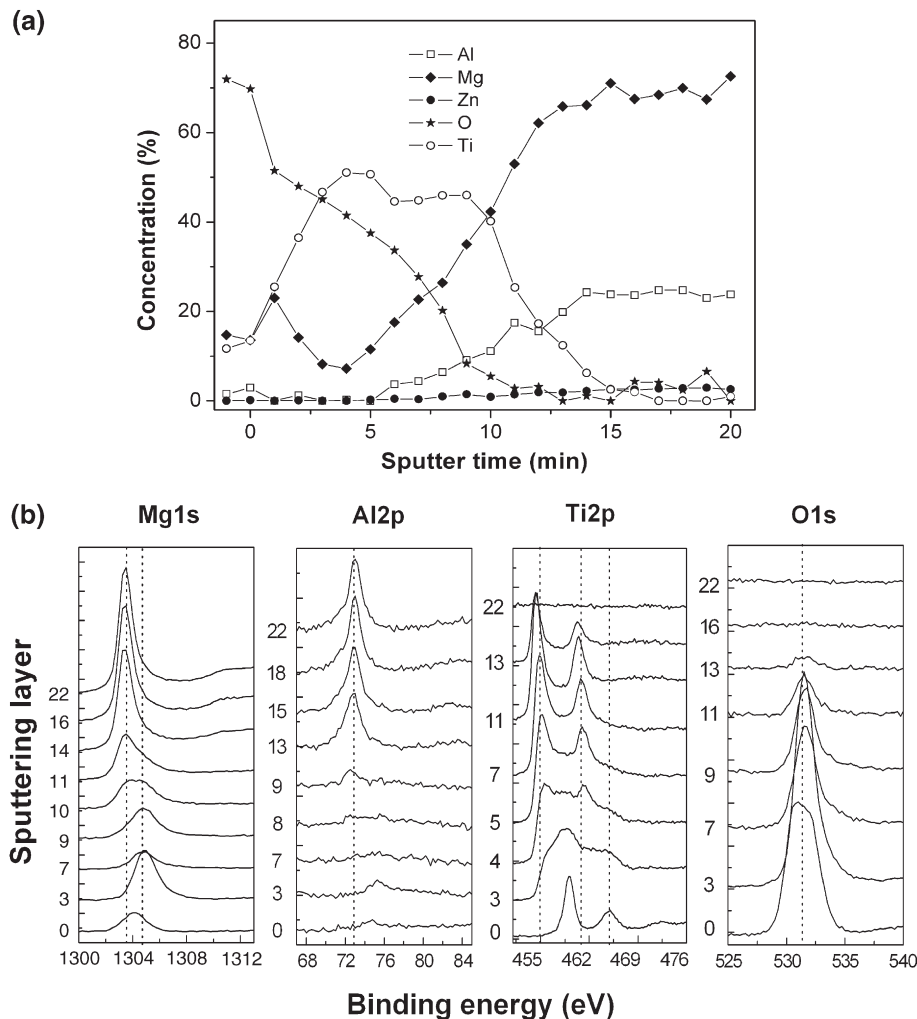 (a)
80
60
40
20
0
Concentration (%)
Al
Mg
Zn
O
Ti
0 5 10 15 20
Sputter time (min)
(b)
Mg1s Al2p Ti2p O1s
Sputtering layer
22
16
14
11
10
9
7
3
0
1300 1304 1308 1312
22
18
15
13
9
8
7
3
0
68 72 76 80 84
22
13
11
7
5
4
3
0
455 462 469 476
22
16
13
11
9
7
3
0
525 530 535 540
Binding energy (eV)